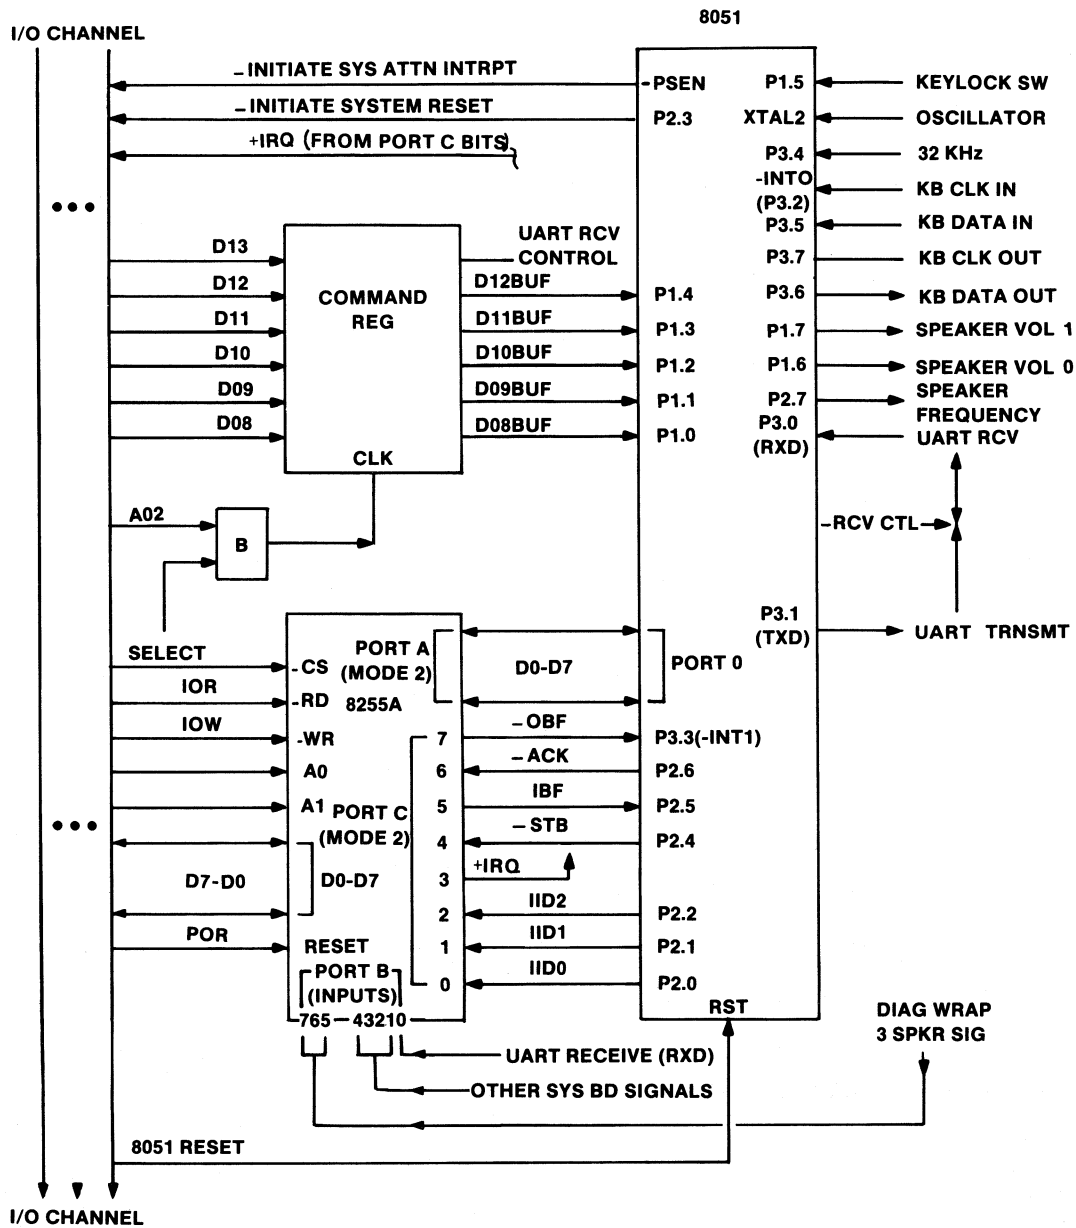 8051
I/O CHANNEL
-INITIATE SYS ATTN INTRPT
-PSEN
P1.5
KEYLOCK SW
-INITIATE SYSTEM RESET
P2.3
XTAL2
OSCILLATOR
+IRQ (FROM PORT C BITS)
P3.4
32 KHz
-INTO
(P3.2)
KB CLK IN
P3.5
KB DATA IN
D13
UART RCV
CONTROL
P3.7
KB CLK OUT
D12
COMMAND
REG
D12BUF
P1.4
P3.6
KB DATA OUT
D11
D11BUF
P1.3
P1.7
SPEAKER VOL 1
D10
D10BUF
P1.2
P1.6
SPEAKER VOL 0
D09
D09BUF
P1.1
P2.7
SPEAKER
FREQUENCY
D08
D08BUF
P1.0
P3.0
(RXD)
UART RCV
CLK
A02
B
-RCV CTL
P3.1
(TXD)
UART TRNSMT
SELECT
-CS
PORT A
(MODE 2)
D0-D7
PORT 0
IOR
-RD
8255A
IOW
-WR
7
-OBF
P3.3(-INT1)
A0
6
-ACK
P2.6
A1
PORT C
(MODE 2)
5
IBF
P2.5
4
-STB
P2.4
D7-D0
D0-D7
3
+IRQ
2
IID2
P2.2
POR
RESET
1
IID1
P2.1
PORT B
(INPUTS)
0
IID0
P2.0
RST
765
43210
DIAG WRAP
3 SPKR SIG
UART RECEIVE (RXD)
OTHER SYS BD SIGNALS
8051 RESET
I/O CHANNEL